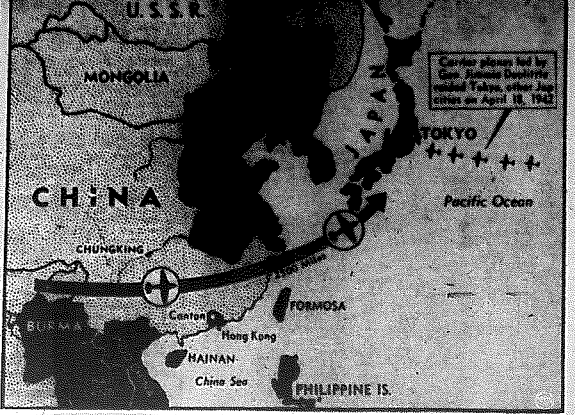 U.S.S.R.
MONGOLIA
Carrier planes led by
Gen. James Doolittle
raided Tokyo, other Jap
cities on April 18, 1942
JAPAN
TOKYO
CHINA
Pacific Ocean
CHUNGKING
2500 Miles
BURMA
Canton
FORMOSA
Hong Kong
HAINAN
China Sea
PHILIPPINE IS.